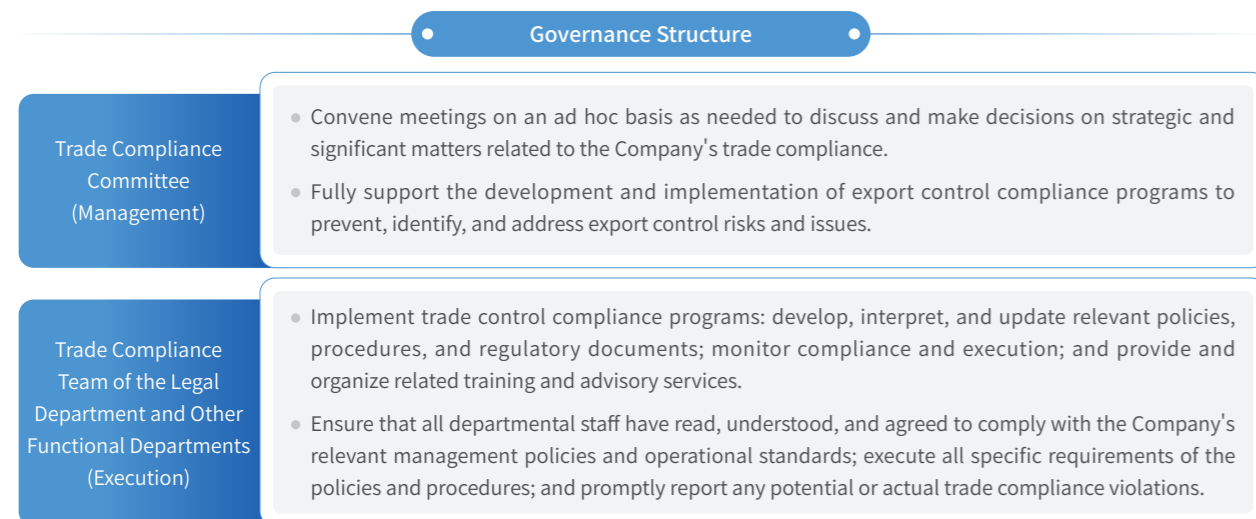 Governance Structure
Trade Compliance
Committee
(Management)
Convene meetings on an ad hoc basis as needed to discuss and make decisions on strategic and
significant matters related to the Company's trade compliance.
Fully support the development and implementation of export control compliance programs to
prevent, identify, and address export control risks and issues.
Trade Compliance
Team of the Legal
Department and Other
Functional Departments
(Execution)
Implement trade control compliance programs: develop, interpret, and update relevant policies,
procedures, and regulatory documents; monitor compliance and execution; and provide and
organize related training and advisory services.
Ensure that all departmental staff have read, understood, and agreed to comply with the Company's
relevant management policies and operational standards; execute all specific requirements of the
policies and procedures; and promptly report any potential or actual trade compliance violations.